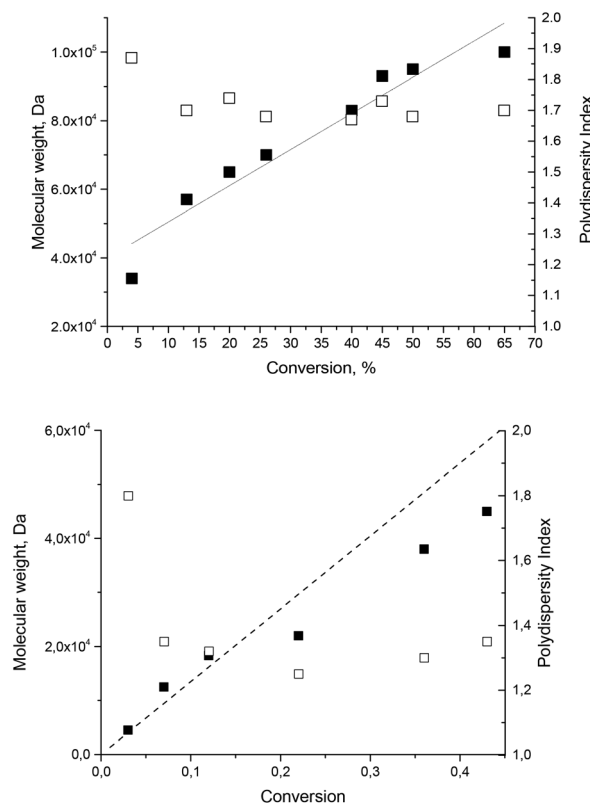 Molecular weight, Da
1.0x10⁵
8.0x10⁴
6.0x10⁴
4.0x10⁴
2.0x10⁴
2.0
1.9
1.8
1.7
1.6
1.5
1.4
1.3
1.2
1.1
1.0
Polydispersity Index
0 5 10 15 20 25 30 35 40 45 50 55 60 65 70
Conversion, %
Molecular weight, Da
6,0x10⁴
4,0x10⁴
2,0x10⁴
0,0
2,0
1,8
1,6
1,4
1,2
1,0
Polydispersity Index
0,0 0,1 0,2 0,3 0,4
Conversion